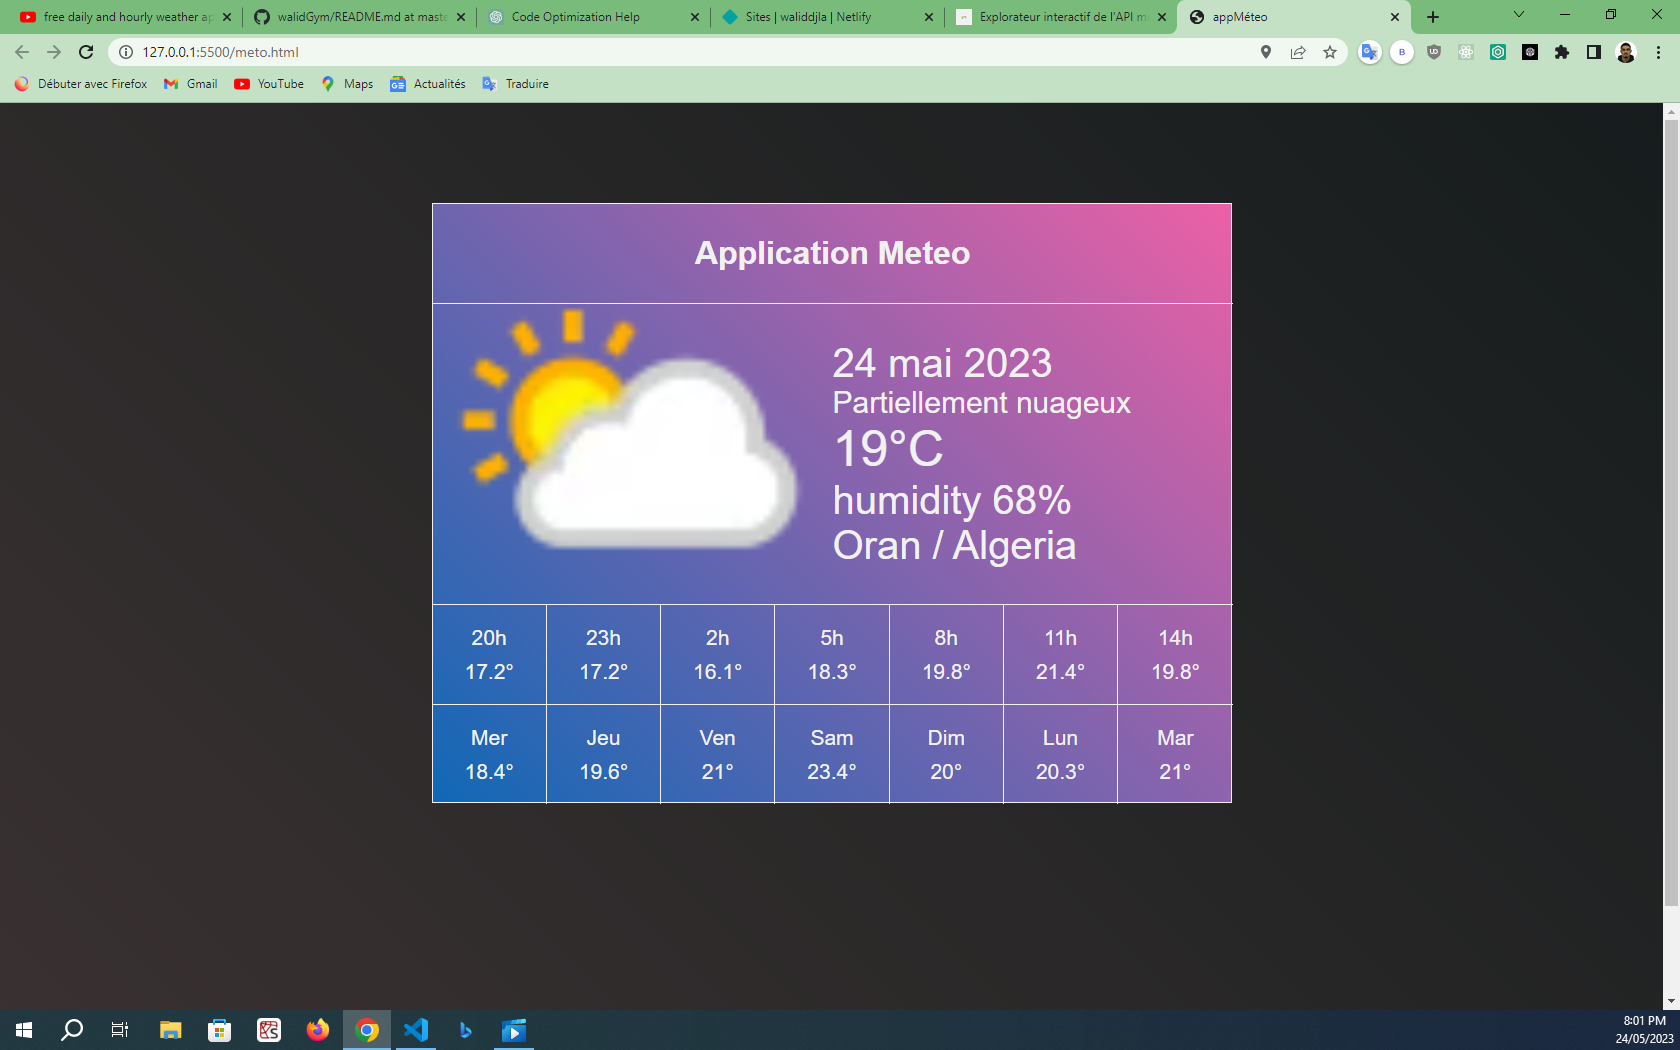 free daily and hourly weather ap
walidGym/README.md at maste
Code Optimization Help
Sites | waliddjla | Netlify
Explorateur interactif de l'API m
appMéteo
127.0.0.1:5500/meto.html
Débuter avec Firefox
Gmail
YouTube
Maps
Actualités
Traduire
Application Meteo
24 mai 2023
Partiellement nuageux
19°C
humidity 68%
Oran / Algeria
20h 23h 2h 5h 8h 11h 14h
17.2° 17.2° 16.1° 18.3° 19.8° 21.4° 19.8°
Mer Jeu Ven Sam Dim Lun Mar
18.4° 19.6° 21° 23.4° 20° 20.3° 21°
8:01 PM
24/05/2023